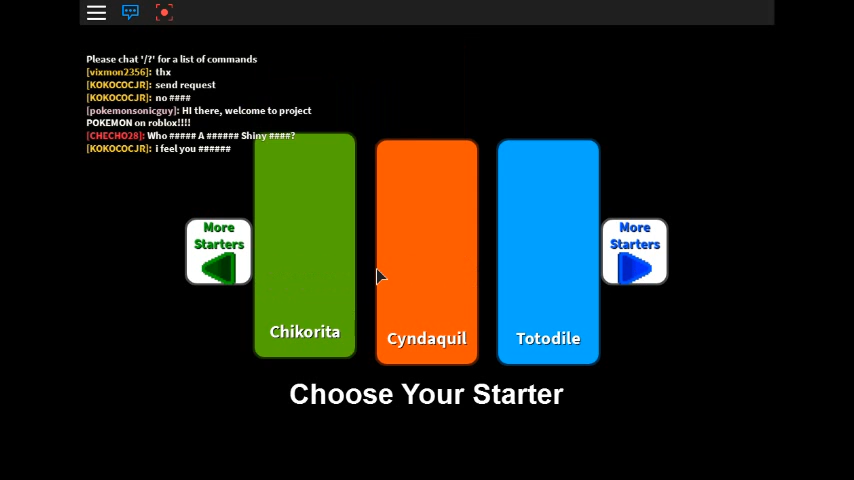 Please chat '/?' for a list of commands
[vixmon2356]: thx
[KOKOCOCJR]: send request
[KOKOCOCJR]: no ####
[pokemonsonicguy]: HI there, welcome to project
POKEMON on roblox!!!!
[CHECHO28]: Who ##### A ###### Shiny ####?
[KOKOCOCJR]: i feel you ######
More
Starters
More
Starters
Chikorita
Cyndaquil
Totodile
Choose Your Starter